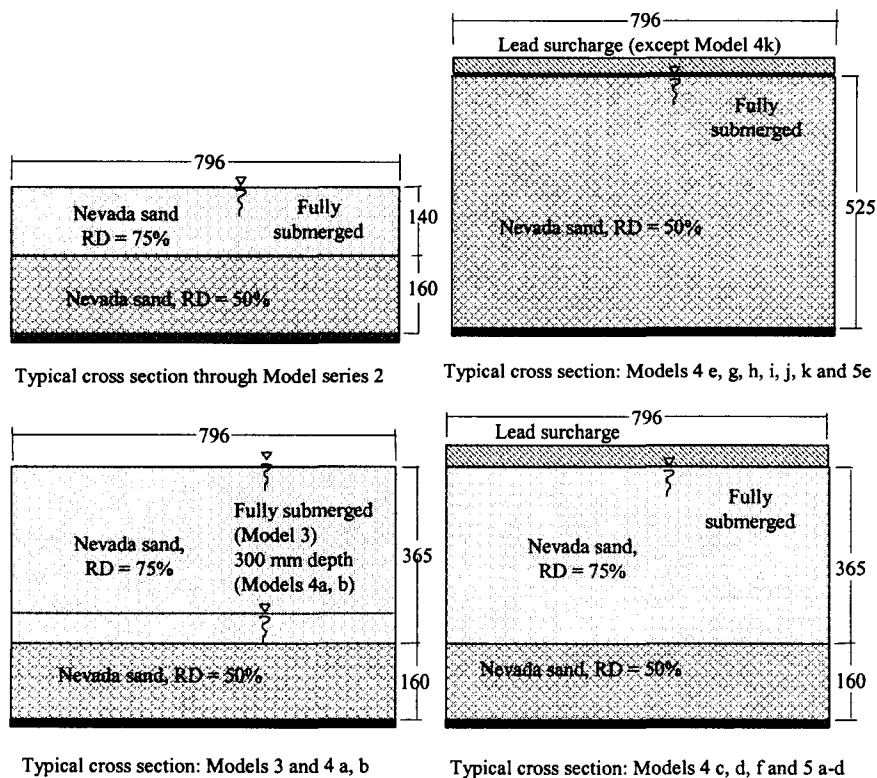 796
Nevada sand
RD = 75%
Fully
submerged
140
Nevada sand, RD = 50%
160
Typical cross section through Model series 2
796
Lead surcharge (except Model 4k)
Fully
submerged
Nevada sand, RD = 50%
525
Typical cross section: Models 4 e, g, h, i, j, k and 5e
796
Nevada sand,
RD = 75%
Fully submerged
(Model 3)
300 mm depth
(Models 4a, b)
365
Nevada sand, RD = 50%
160
Typical cross section: Models 3 and 4 a, b
796
Lead surcharge
Fully
submerged
Nevada sand,
RD = 75%
365
Nevada sand, RD = 50%
160
Typical cross section: Models 4 c, d, f and 5 a-d